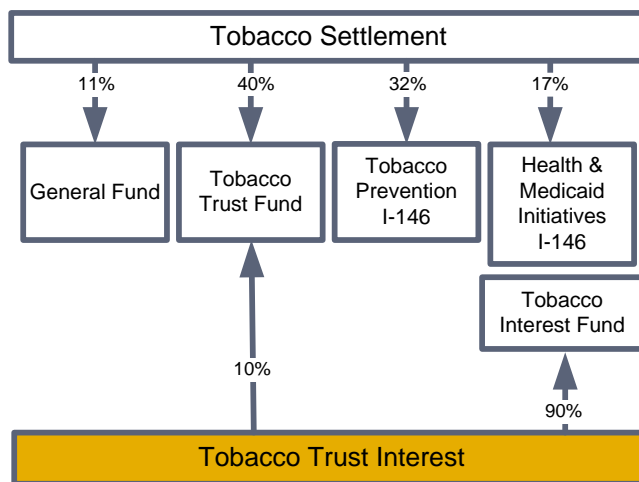 Tobacco Settlement
11%
40%
32%
17%
General Fund
Tobacco
Trust Fund
Tobacco
Prevention
I-146
Health &
Medicaid
Initiatives
I-146
Tobacco
Interest Fund
10%
90%
Tobacco Trust Interest